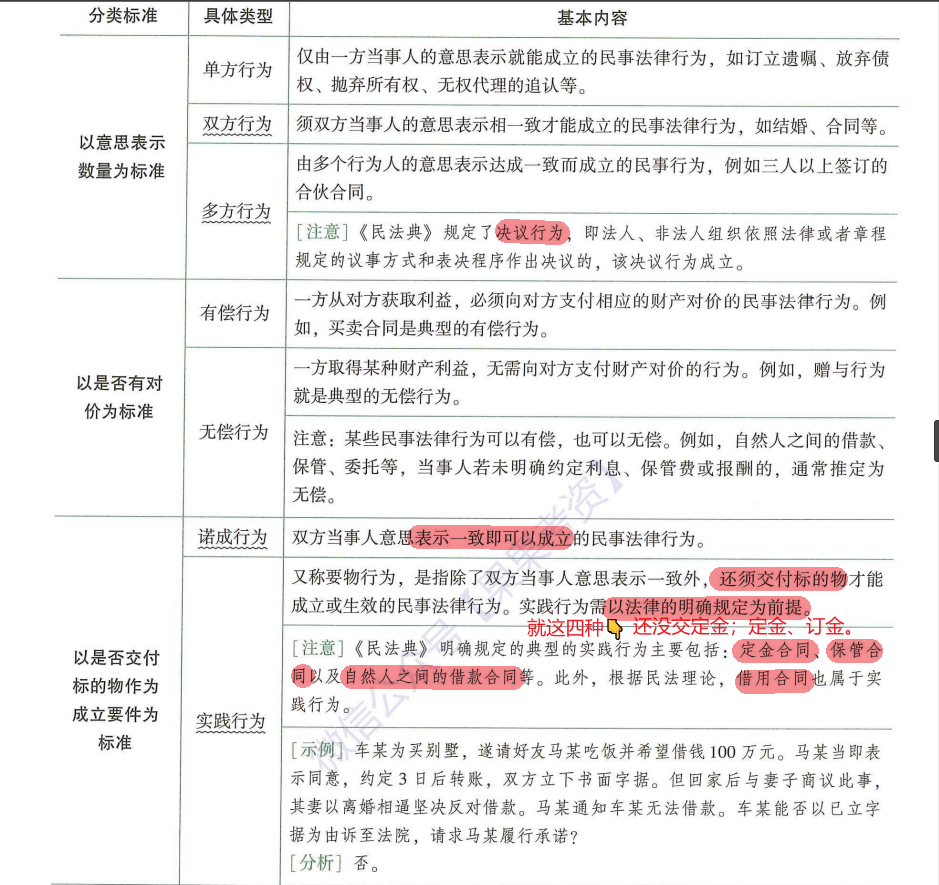 分类标准 具体类型 基本内容
以意思表示
数量为标准
单方行为
仅由一方当事人的意思表示就能成立的民事法律行为，如订立遗嘱、放弃债
权、抛弃所有权、无权代理的追认等。
双方行为
须双方当事人的意思表示相一致才能成立的民事法律行为，如结婚、合同等。
多方行为
由多个行为人的意思表示达成一致而成立的民事行为，例如三人以上签订的
合伙合同。
[注意]《民法典》规定了决议行为，即法人、非法人组织依照法律或者章程
规定的议事方式和表决程序作出决议的，该决议行为成立。
以是否有对
价为标准
有偿行为
一方从对方获取利益，必须向对方支付相应的财产对价的民事法律行为。例
如，买卖合同是典型的有偿行为。
无偿行为
一方取得某种财产利益，无需向对方支付财产对价的行为。例如，赠与行为
就是典型的无偿行为。
注意：某些民事法律行为可以有偿，也可以无偿。例如，自然人之间的借款、
保管、委托等，当事人若未明确约定利息、保管费或报酬的，通常推定为
无偿。
以是否交付
标的物作为
成立要件为
标准
诺成行为
双方当事人意思表示一致即可以成立的民事法律行为。
实践行为
又称要物行为，是指除了双方当事人意思表示一致外，还须交付标的物才能
成立或生效的民事法律行为。实践行为需以法律的明确规定为前提。
就这四种👇 还没交定金；定金、订金。
[注意]《民法典》明确规定的典型的实践行为主要包括：定金合同、保管合
同以及自然人之间的借款合同等。此外，根据民法理论，借用合同也属于实
践行为。
[示例] 车某为买别墅，遂请好友马某吃饭并希望借钱 100 万元。马某当即表
示同意，约定 3 日后转账，双方立下书面字据。但回家后与妻子商议此事，
其妻以离婚相逼坚决反对借款。马某通知车某无法借款。车某能否以已立字
据为由诉至法院，请求马某履行承诺？
[分析] 否。
微信公众号【果果考资】